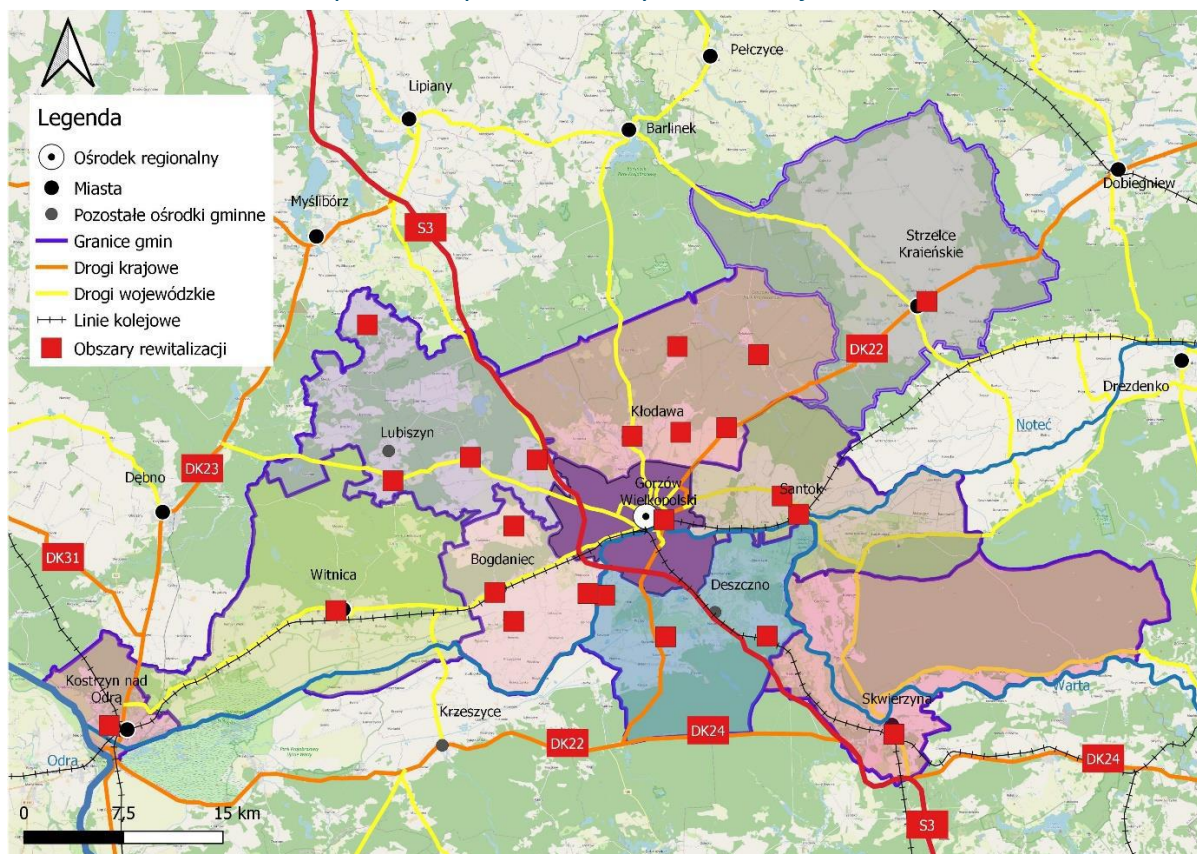 Pełczyce
Lipiany
Barlinek
Legenda
Ośrodek regionalny
Miasta
Pozostałe ośrodki gminne
Granice gmin
Drogi krajowe
Drogi wojewódzkie
Linie kolejowe
Obszary rewitalizacji
Myślibórz
S3
Dobiegniew
Strzelce
Kraieńskie
DK22
Drezdenko
Kłodawa
Noteć
Lubiszyn
DK23
Dębno
Gorzów
Wielkopolski
Santok
DK31
Bogdaniec
Witnica
Deszczno
Kostrzyn nad
Odrą
Skwierzyna
Warta
Krzeszyce
Odra
DK22
DK24
DK24
0 7,5 15 km
S3